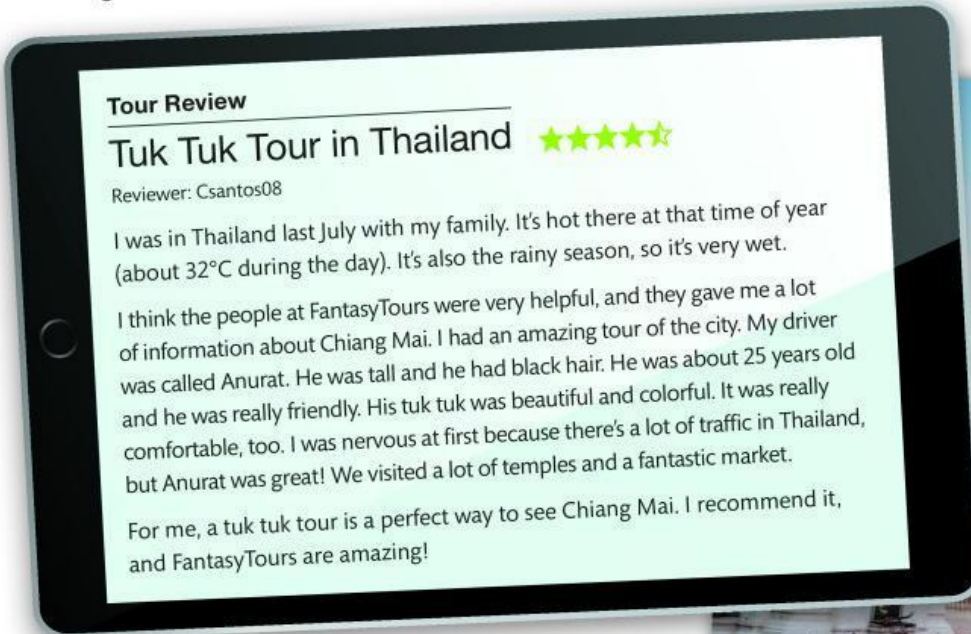 Tour Review
Tuk Tuk Tour in Thailand
Reviewer: Csantos08
I was in Thailand last July with my family. It's hot there at that time of year
(about 32°C during the day). It's also the rainy season, so it's very wet.
I think the people at FantasyTours were very helpful, and they gave me a lot
of information about Chiang Mai. I had an amazing tour of the city. My driver
was called Anurat. He was tall and he had black hair. He was about 25 years old
and he was really friendly. His tuk tuk was beautiful and colorful. It was really
comfortable, too. I was nervous at first because there's a lot of traffic in Thailand,
but Anurat was great! We visited a lot of temples and a fantastic market.
For me, a tuk tuk tour is a perfect way to see Chiang Mai. I recommend it,
and FantasyTours are amazing!